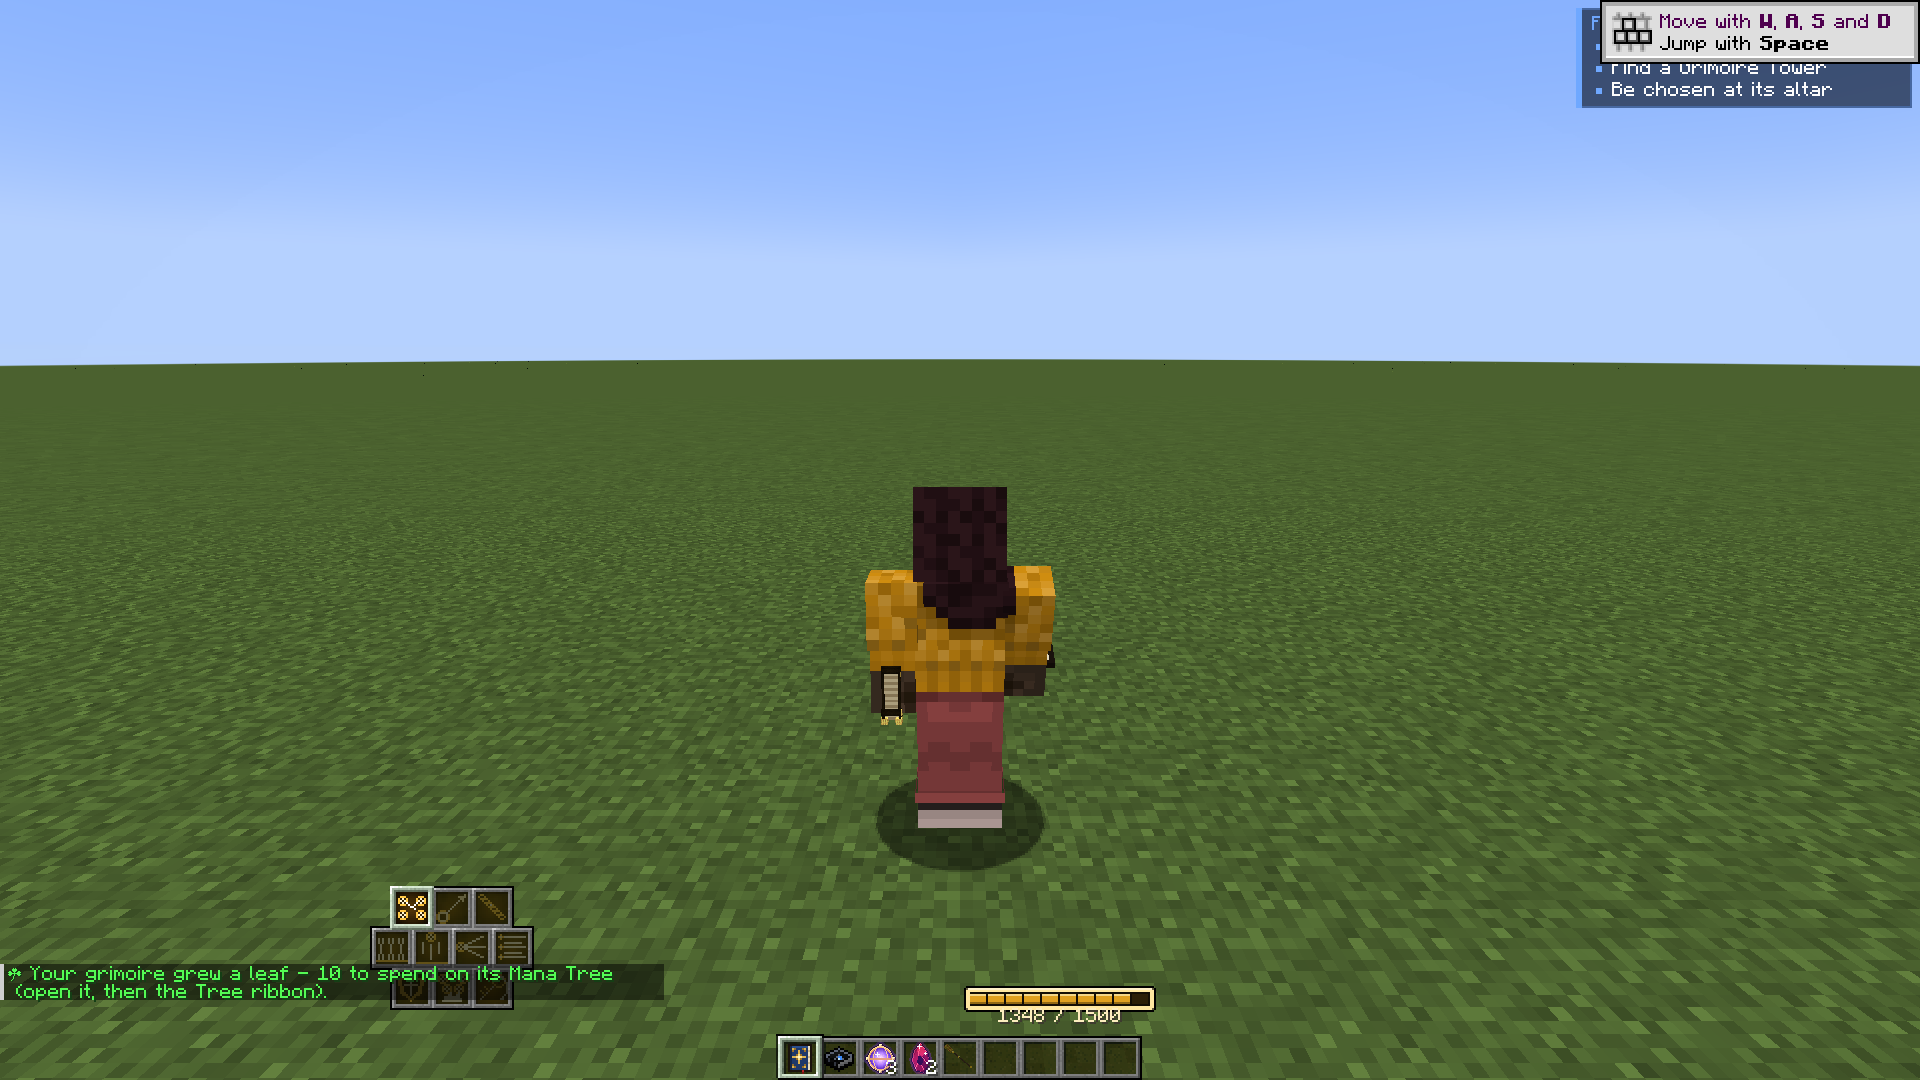 Move with W, A, S and D
Jump with Space
Find a Grimoire Tower
Be chosen at its altar
☘ Your grimoire grew a leaf – 10 to spend on its Mana Tree
(open it, then the Tree ribbon).
1348 / 1500
3
2